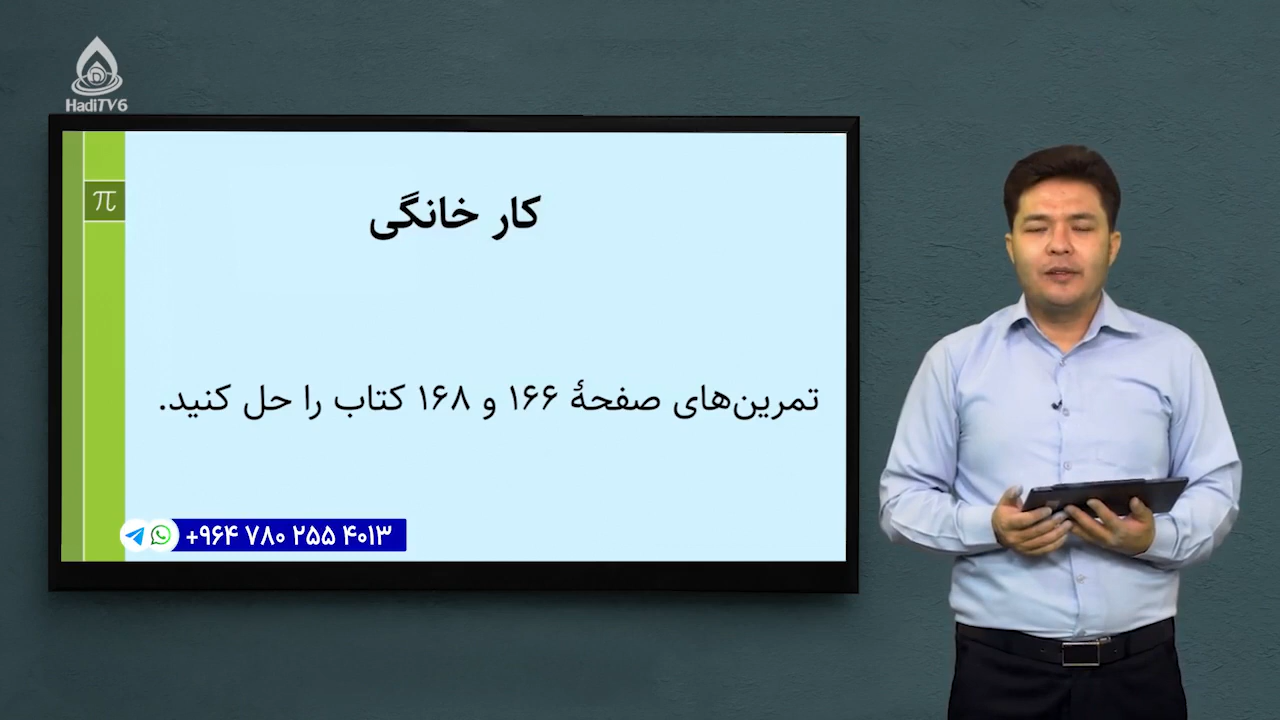 HadiTV6
π
کار خانگی
تمرین‌های صفحهٔ ۱۶۶ و ۱۶۸ کتاب را حل کنید.
+۹۶۴ ۷۸۰ ۲۵۵ ۴۰۱۳